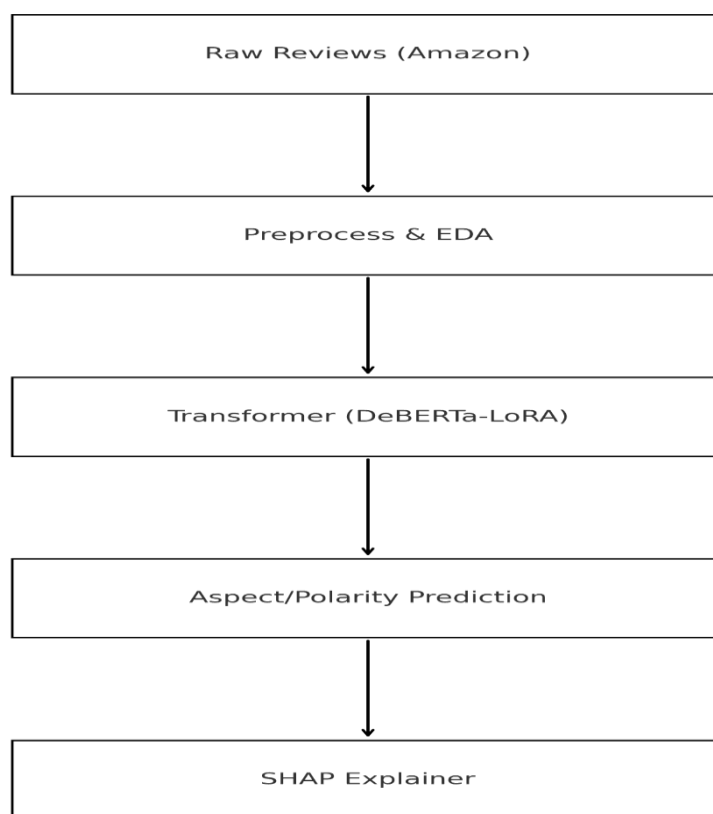 Raw Reviews (Amazon)
Preprocess & EDA
Transformer (DeBERTa-LoRA)
Aspect/Polarity Prediction
SHAP Explainer